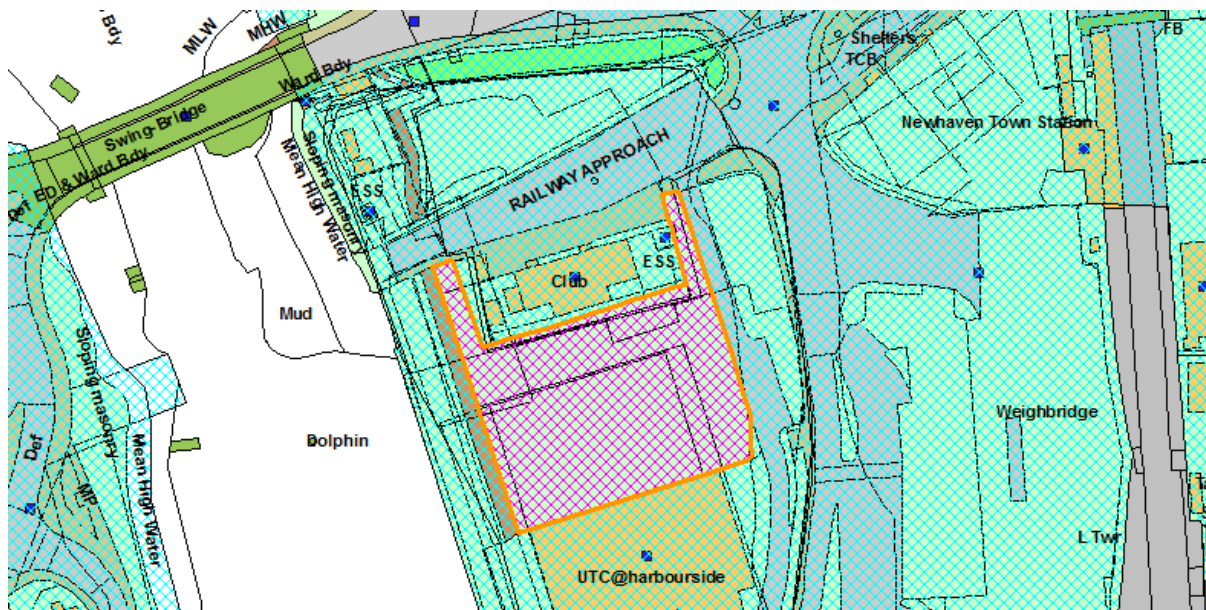 Bdy
MLW
MHW
Ward Bdy
Swing-Bridge
ED & Ward Bdy
Def
Sloping masonry
Mean High Water
ESS
RAILWAY APPROACH
Shelters
TCB
FB
Newhaven Town Station
ESS
Club
Mud
Dolphin
Sloping masonry
Mean High Water
Def
MP
Weighbridge
L Twr
UTC@harbourside